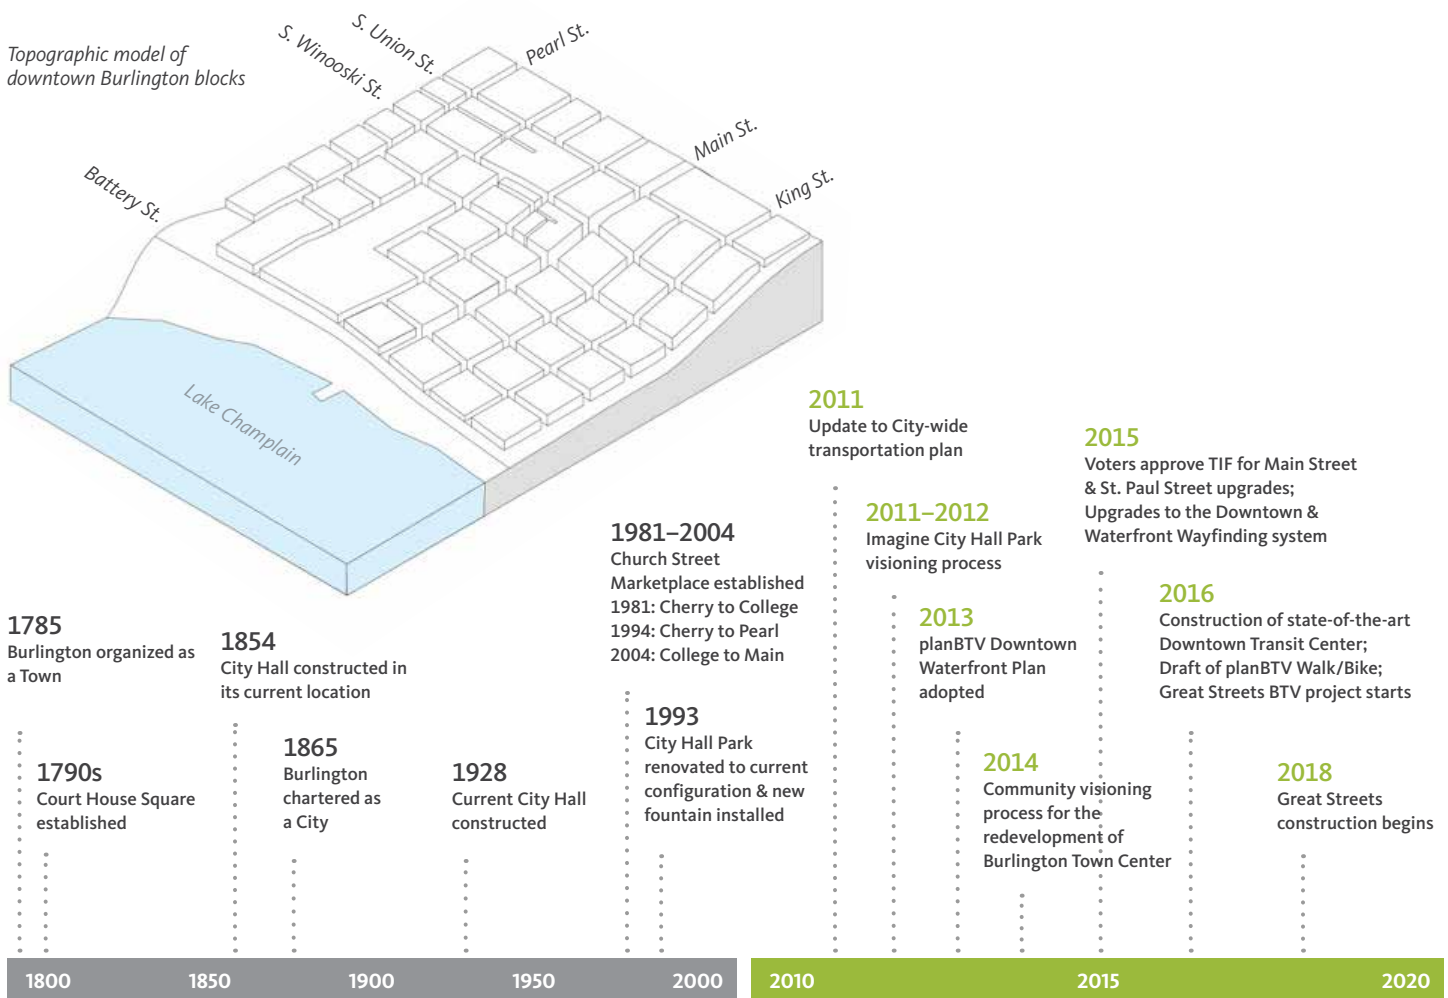 Topographic model of
downtown Burlington blocks
S. Winooski St.
S. Union St.
Pearl St.
Main St.
King St.
Battery St.
Lake Champlain
1785
Burlington organized as
a Town
1790s
Court House Square
established
1854
City Hall constructed in
its current location
1865
Burlington
chartered as
a City
1928
Current City Hall
constructed
1981–2004
Church Street
Marketplace established
1981: Cherry to College
1994: Cherry to Pearl
2004: College to Main
1993
City Hall Park
renovated to current
configuration & new
fountain installed
2011
Update to City-wide
transportation plan
2011–2012
Imagine City Hall Park
visioning process
2013
planBTV Downtown
Waterfront Plan
adopted
2014
Community visioning
process for the
redevelopment of
Burlington Town Center
2015
Voters approve TIF for Main Street
& St. Paul Street upgrades;
Upgrades to the Downtown &
Waterfront Wayfinding system
2016
Construction of state-of-the-art
Downtown Transit Center;
Draft of planBTV Walk/Bike;
Great Streets BTV project starts
2018
Great Streets
construction begins
1800 1850 1900 1950 2000 2010 2015 2020